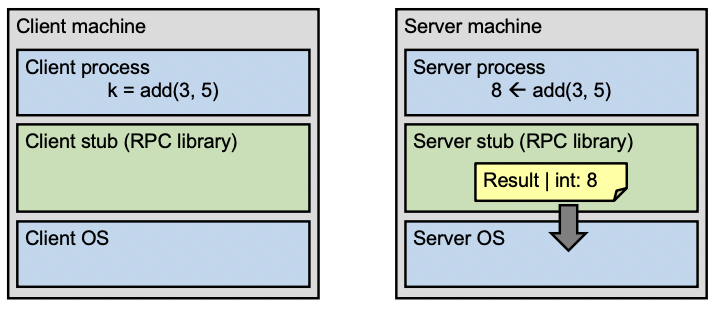 Client machine
Client process
k = add(3, 5)
Client stub (RPC library)
Client OS
Server machine
Server process
8 ← add(3, 5)
Server stub (RPC library)
Result | int: 8
Server OS